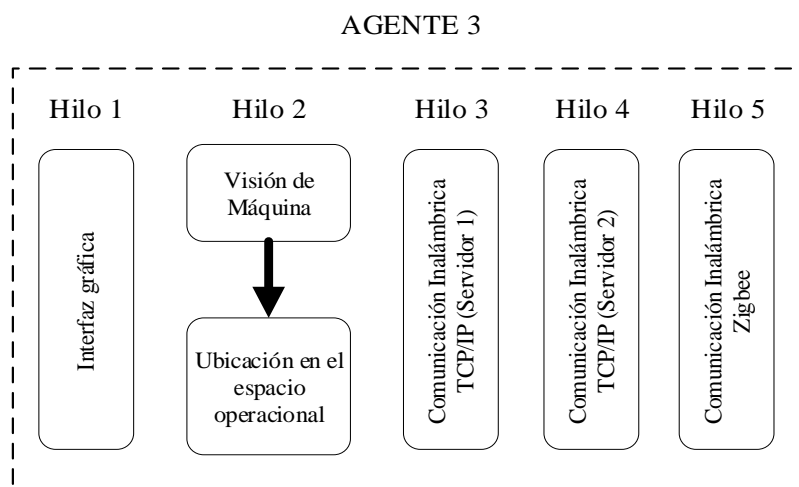 AGENTE 3
Hilo 1
Hilo 2
Hilo 3
Hilo 4
Hilo 5
Interfaz gráfica
Visión de
Máquina
Ubicación en el
espacio
operacional
Comunicación Inalámbrica
TCP/IP (Servidor 1)
Comunicación Inalámbrica
TCP/IP (Servidor 2)
Comunicación Inalámbrica
Zigbee